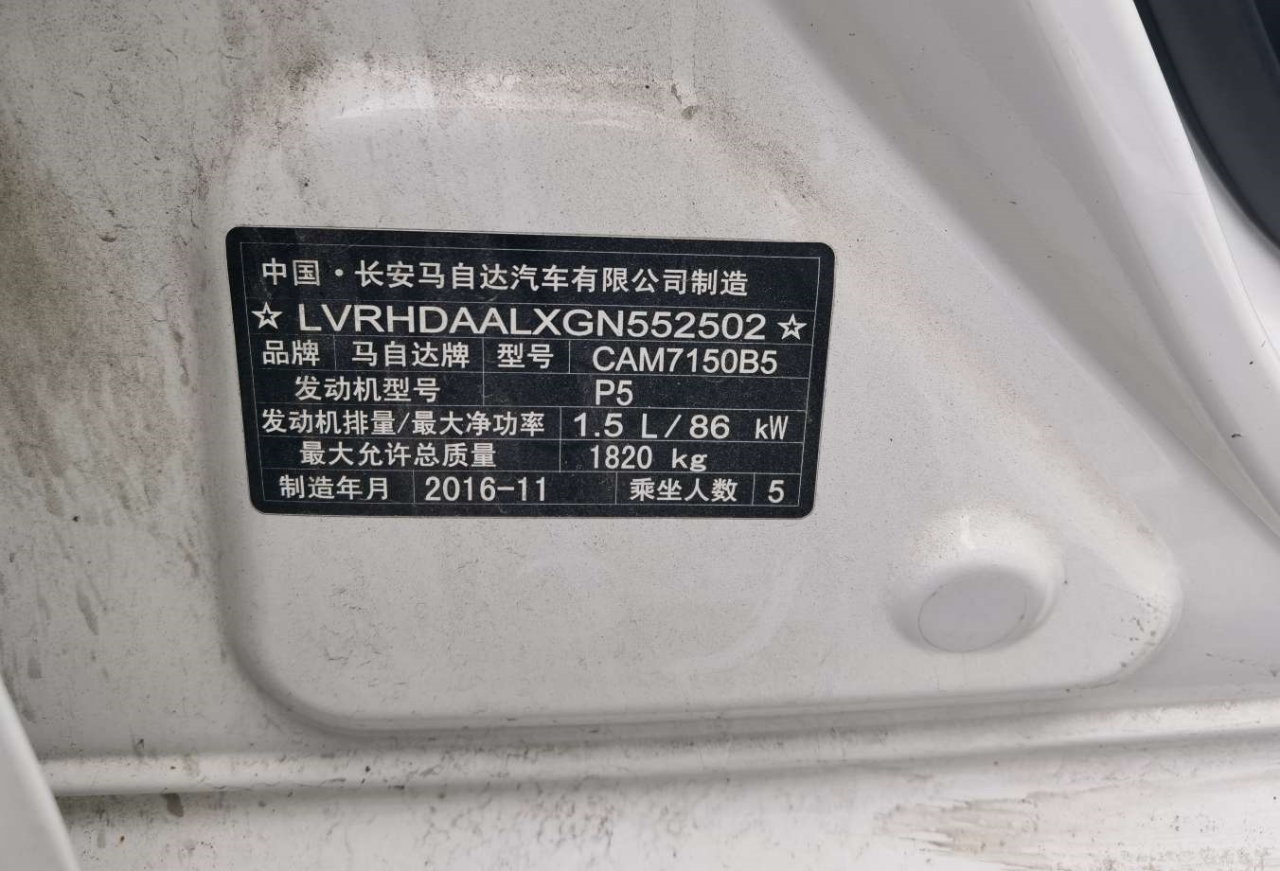 中国·长安马自达汽车有限公司制造
☆ LVRHDAALXGN552502 ☆
品牌 马自达牌 型号 CAM7150B5
发动机型号 P5
发动机排量/最大净功率 1.5 L/86 kW
最大允许总质量 1820 kg
制造年月 2016-11 乘坐人数 5